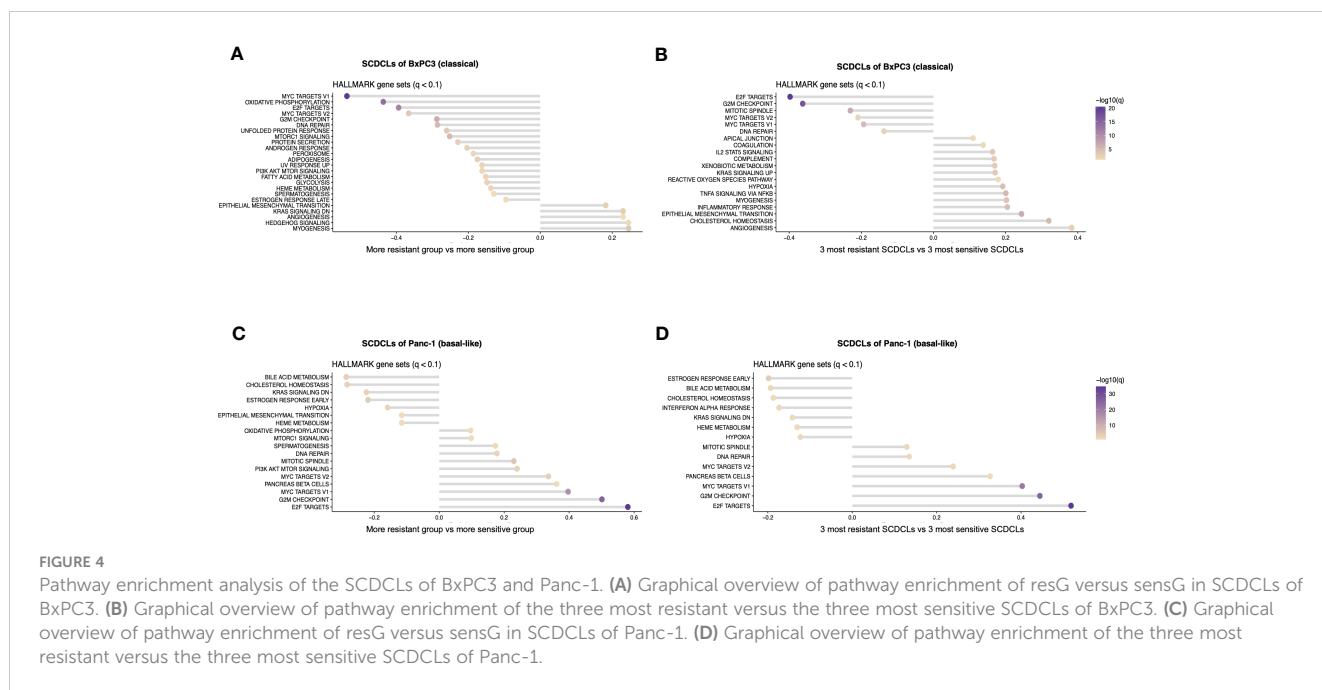 A
SCDCLs of BxPC3 (classical)
HALLMARK gene sets (q < 0.1)
MYC TARGETS V1
OXIDATIVE PHOSPHORYLATION
E2F TARGETS
MYC TARGETS V2
G2M CHECKPOINT
DNA REPAIR
UNFOLDED PROTEIN RESPONSE
MTORC1 SIGNALING
PROTEIN SECRETION
ANDROGEN RESPONSE
PEROXISOME
ADIPOGENESIS
UV RESPONSE UP
PI3K AKT MTOR SIGNALING
FATTY ACID METABOLISM
GLYCOLYSIS
HEME METABOLISM
SPERMATOGENESIS
ESTROGEN RESPONSE LATE
EPITHELIAL MESENCHYMAL TRANSITION
KRAS SIGNALING DN
ANGIOGENESIS
HEDGEHOG SIGNALING
MYOGENESIS
−0.4 −0.2 0.0 0.2
More resistant group vs more sensitive group
B
SCDCLs of BxPC3 (classical)
HALLMARK gene sets (q < 0.1)
E2F TARGETS
G2M CHECKPOINT
MITOTIC SPINDLE
MYC TARGETS V2
MYC TARGETS V1
DNA REPAIR
APICAL JUNCTION
COAGULATION
IL2 STAT5 SIGNALING
COMPLEMENT
XENOBIOTIC METABOLISM
KRAS SIGNALING UP
REACTIVE OXYGEN SPECIES PATHWAY
HYPOXIA
TNFA SIGNALING VIA NFKB
MYOGENESIS
INFLAMMATORY RESPONSE
EPITHELIAL MESENCHYMAL TRANSITION
CHOLESTEROL HOMEOSTASIS
ANGIOGENESIS
−0.4 −0.2 0.0 0.2 0.4
3 most resistant SCDCLs vs 3 most sensitive SCDCLs
−log10(q)
20
15
10
5
C
SCDCLs of Panc-1 (basal-like)
HALLMARK gene sets (q < 0.1)
BILE ACID METABOLISM
CHOLESTEROL HOMEOSTASIS
KRAS SIGNALING DN
ESTROGEN RESPONSE EARLY
HYPOXIA
EPITHELIAL MESENCHYMAL TRANSITION
HEME METABOLISM
OXIDATIVE PHOSPHORYLATION
MTORC1 SIGNALING
SPERMATOGENESIS
DNA REPAIR
MITOTIC SPINDLE
PI3K AKT MTOR SIGNALING
MYC TARGETS V2
PANCREAS BETA CELLS
MYC TARGETS V1
G2M CHECKPOINT
E2F TARGETS
−0.2 0.0 0.2 0.4 0.6
More resistant group vs more sensitive group
D
SCDCLs of Panc-1 (basal-like)
HALLMARK gene sets (q < 0.1)
ESTROGEN RESPONSE EARLY
BILE ACID METABOLISM
CHOLESTEROL HOMEOSTASIS
INTERFERON ALPHA RESPONSE
KRAS SIGNALING DN
HEME METABOLISM
HYPOXIA
MITOTIC SPINDLE
DNA REPAIR
MYC TARGETS V2
PANCREAS BETA CELLS
MYC TARGETS V1
G2M CHECKPOINT
E2F TARGETS
−0.2 0.0 0.2 0.4
3 most resistant SCDCLs vs 3 most sensitive SCDCLs
−log10(q)
30
20
10
FIGURE 4
Pathway enrichment analysis of the SCDCLs of BxPC3 and Panc-1. (A) Graphical overview of pathway enrichment of resG versus sensG in SCDCLs of
BxPC3. (B) Graphical overview of pathway enrichment of the three most resistant versus the three most sensitive SCDCLs of BxPC3. (C) Graphical
overview of pathway enrichment of resG versus sensG in SCDCLs of Panc-1. (D) Graphical overview of pathway enrichment of the three most
resistant versus the three most sensitive SCDCLs of Panc-1.